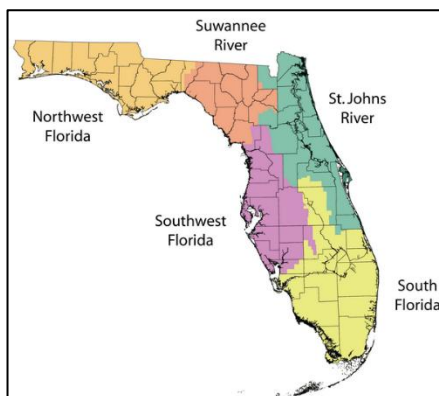 Suwannee
River
St. Johns
River
Northwest
Florida
Southwest
Florida
South
Florida